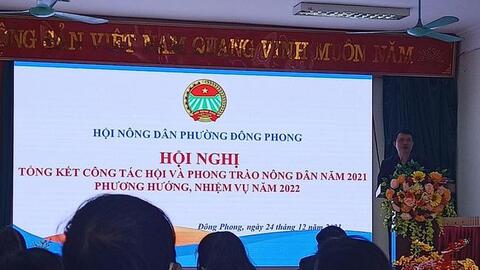 ỘNG SẢN VIỆT NAM QUANG VINH MUÔN NĂM
HỘI NÔNG DÂN PHƯỜNG ĐÔNG PHONG
HỘI NGHỊ
TỔNG KẾT CÔNG TÁC HỘI VÀ PHONG TRÀO NÔNG DÂN NĂM 2021
PHƯƠNG HƯỚNG, NHIỆM VỤ NĂM 2022
Đông Phong, ngày 24 tháng 12 năm